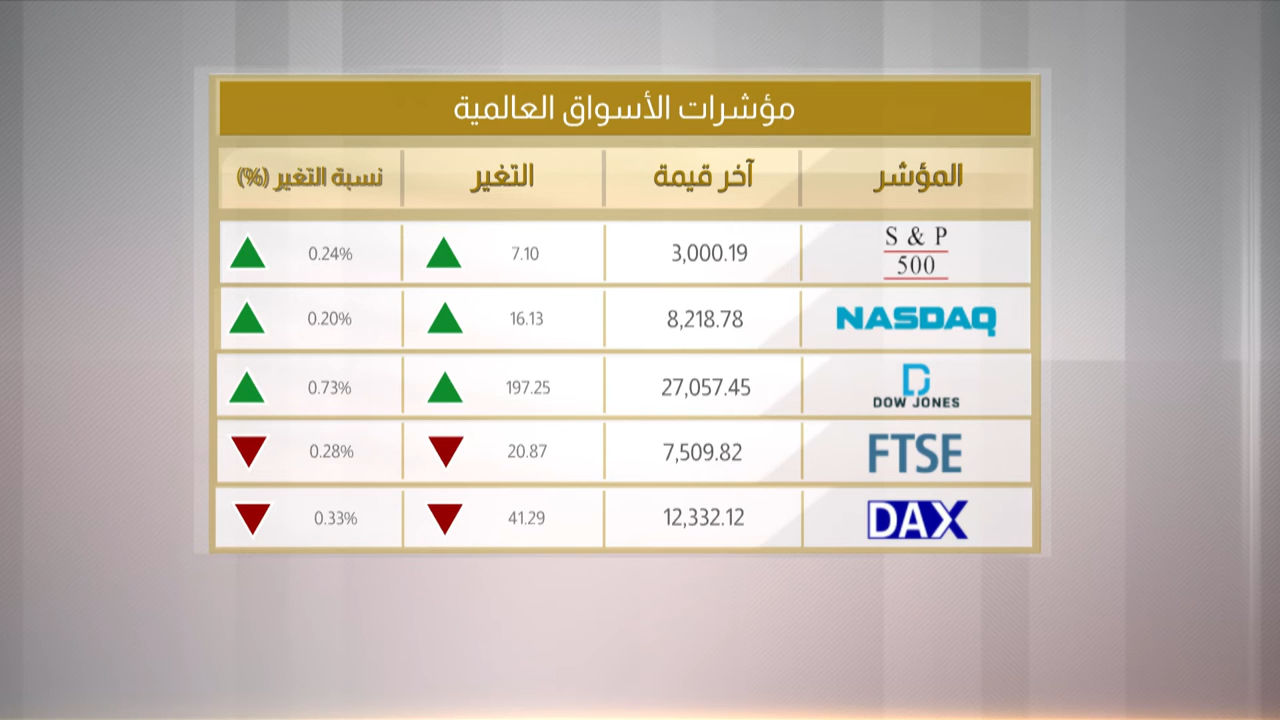 مؤشرات الأسواق العالمية
المؤشر آخر قيمة التغير نسبة التغير (%)
S & P
500
3,000.19 7.10 0.24%
NASDAQ 8,218.78 16.13 0.20%
DOW JONES 27,057.45 197.25 0.73%
FTSE 7,509.82 20.87 0.28%
DAX 12,332.12 41.29 0.33%